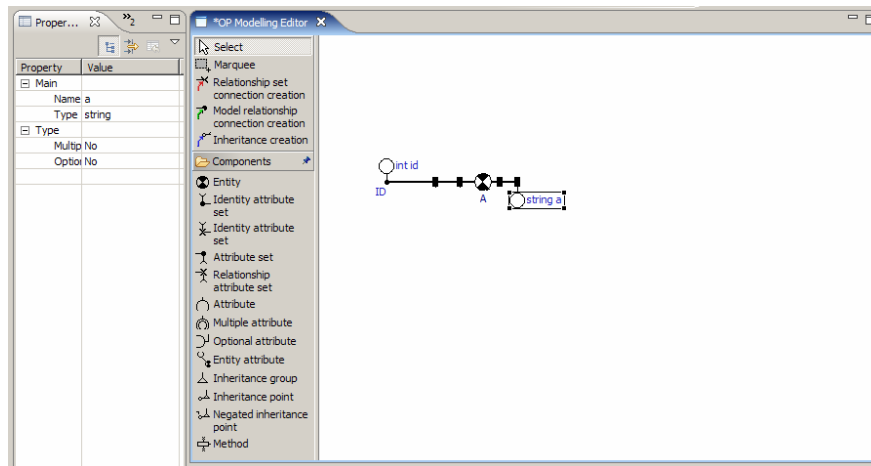 Proper...
»2
Property Value
Main
Name a
Type string
Type
Multip No
Optio No
*OP Modelling Editor
Select
Marquee
Relationship set
connection creation
Model relationship
connection creation
Inheritance creation
Components
Entity
Identity attribute
set
Identity attribute
set
Attribute set
Relationship
attribute set
Attribute
Multiple attribute
Optional attribute
Entity attribute
Inheritance group
Inheritance point
Negated inheritance
point
Method
int id
ID
A
string a